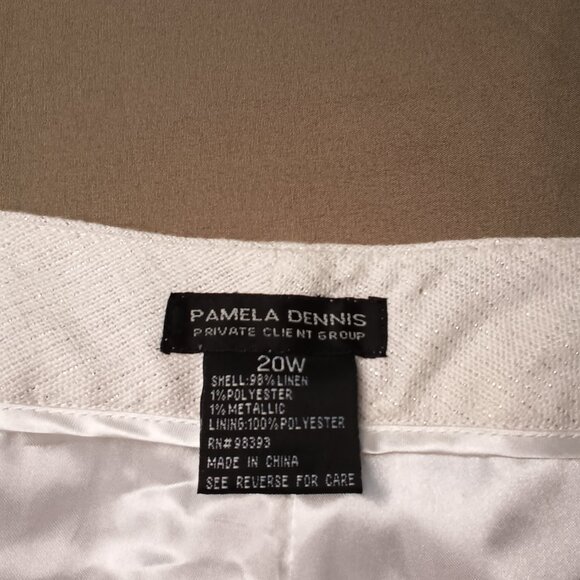 PAMELA DENNIS
PRIVATE CLIENT GROUP
20W
SHELL:98% LINEN
1% POLYESTER
1% METALLIC
LINING:100% POLYESTER
RN# 98393
MADE IN CHINA
SEE REVERSE FOR CARE